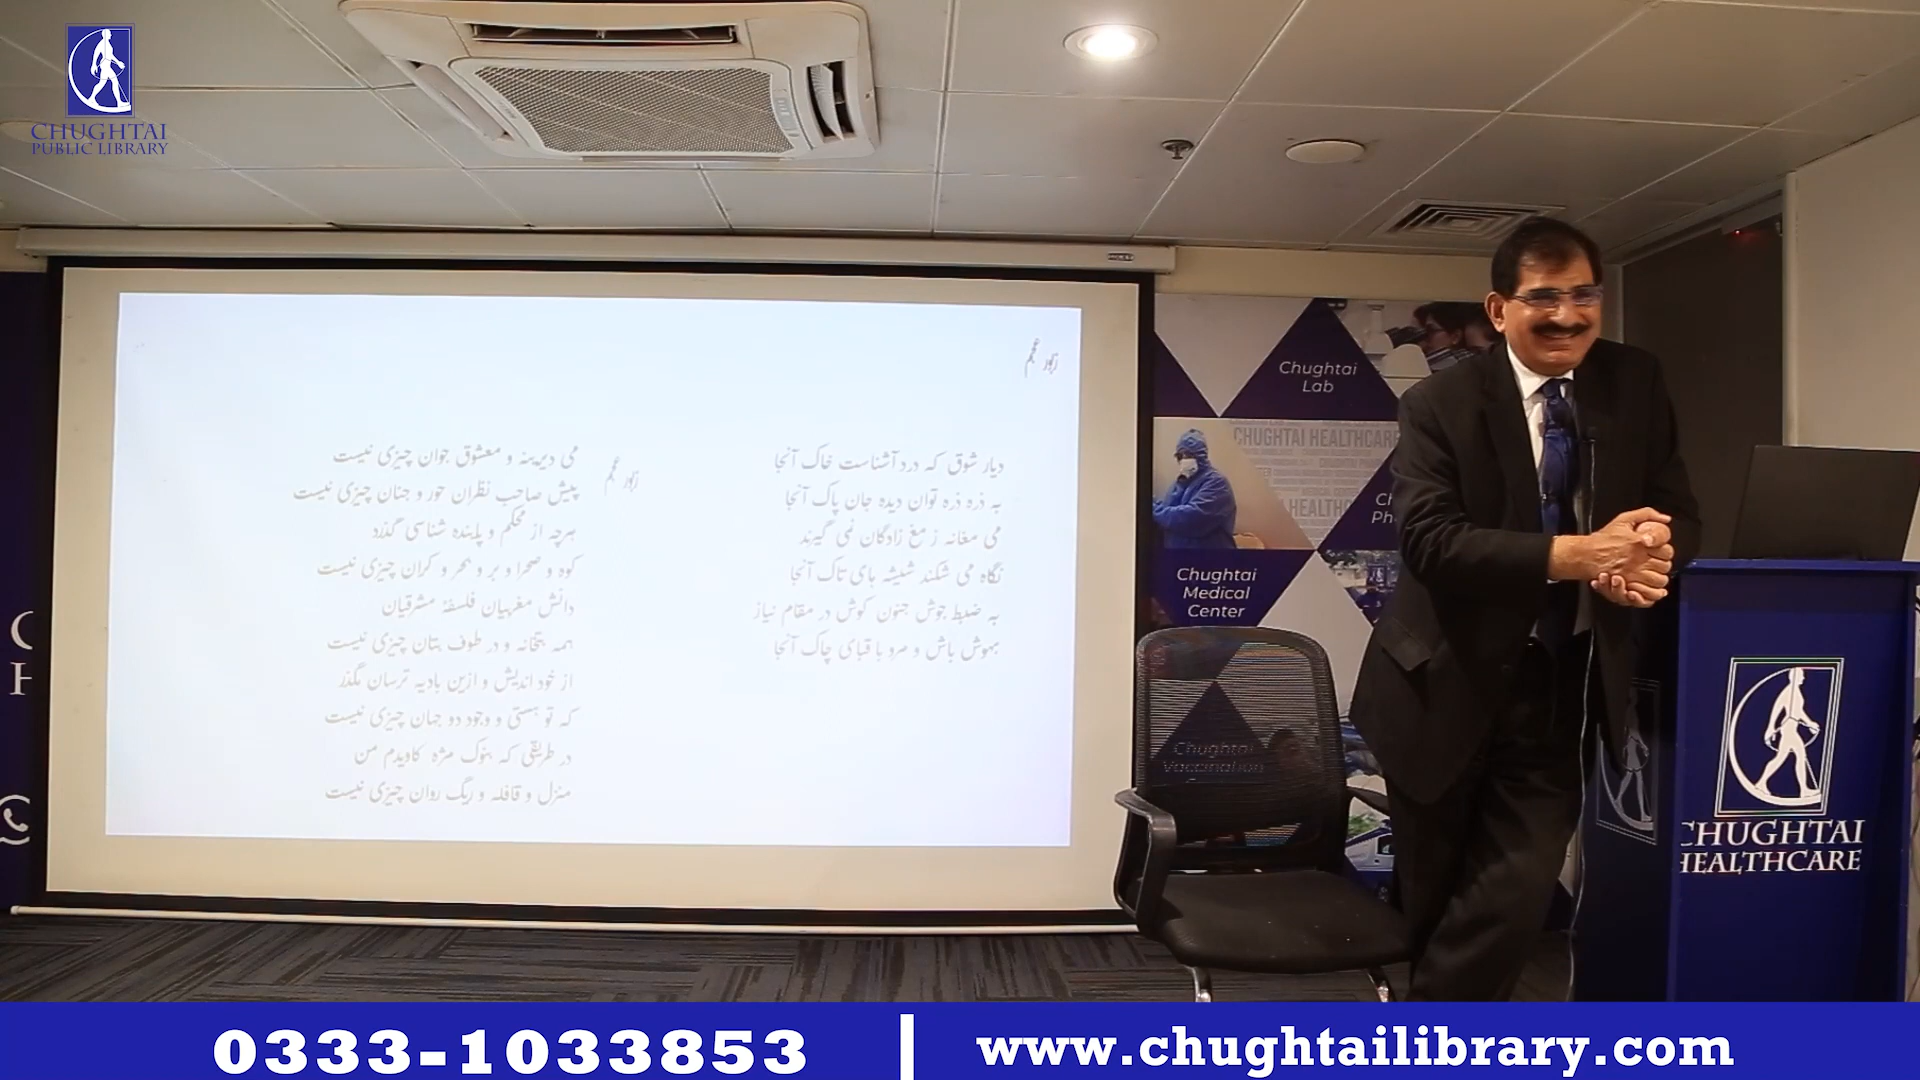 CHUGHTAI
PUBLIC LIBRARY
زبور عجم
دیار شوق که درد آشناست خاک آنجا
به ذره ذره توان دیده جان پاک آنجا
می مغانه ز مغ زادگان نمی گیرند
نگاه می شکند شیشه های تاک آنجا
به ضبط جوش جنون کوش در مقام نیاز
بهوش باش و مرو با قبای چاک آنجا
زبور عجم
می دیرینه و معشوق جوان چیزی نیست
پیش صاحب نظران حور و جنان چیزی نیست
هرچه از محکم و پاینده شناسی گذرد
کوه و صحرا و بر و بحر و کران چیزی نیست
دانش مغربیان فلسفهٔ مشرقیان
همه بتخانه و در طوف بتان چیزی نیست
از خود اندیش و ازین بادیه ترسان مگذر
که تو هستی و وجود دو جهان چیزی نیست
در طریقی که بنوک مژه کاویدم من
منزل و قافله و ریگ روان چیزی نیست
Chughtai
Lab
CHUGHTAI HEALTHCARE
Ch
Ph
Chughtai
Medical
Center
Chughtai
Vaccination
C
H
CHUGHTAI
HEALTHCARE
0333-1033853 | www.chughtailibrary.com